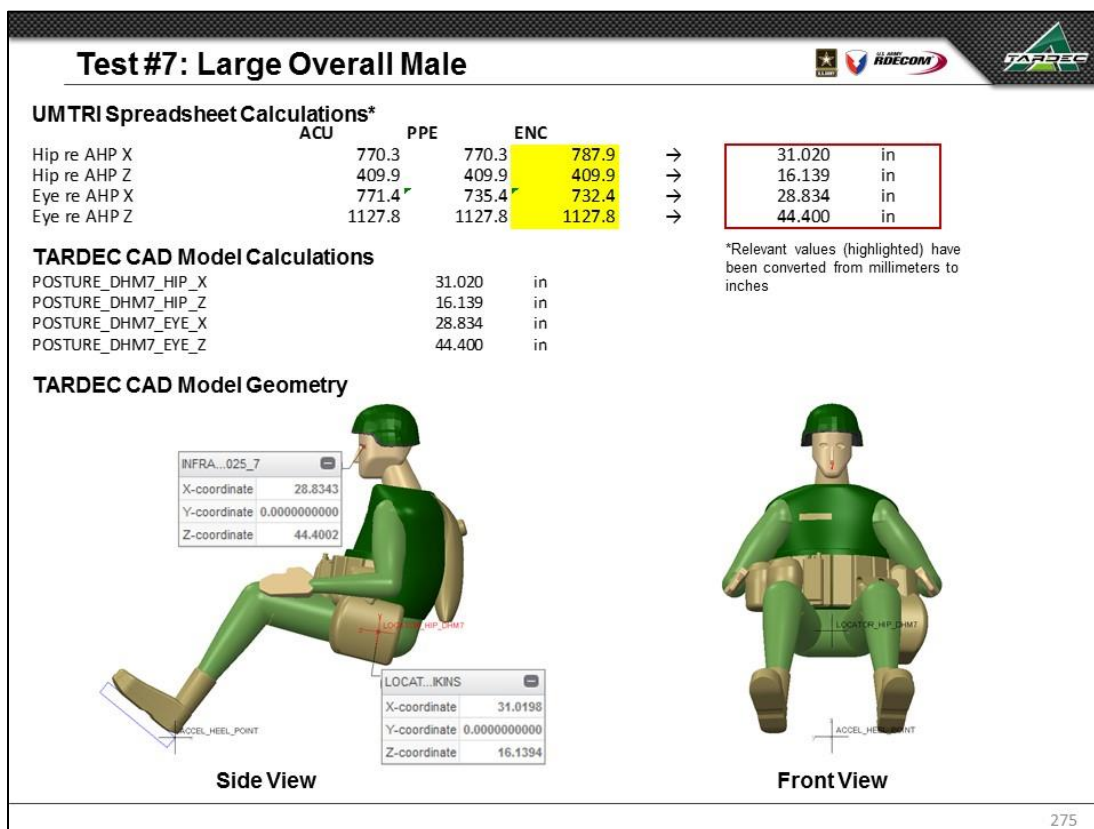 Test #7: Large Overall Male
U.S. ARMY
U.S. ARMY RDECOM
TARDEC
UMTRI Spreadsheet Calculations*
ACU PPE ENC
Hip re AHP X 770.3 770.3 787.9 → 31.020 in
Hip re AHP Z 409.9 409.9 409.9 → 16.139 in
Eye re AHP X 771.4 735.4 732.4 → 28.834 in
Eye re AHP Z 1127.8 1127.8 1127.8 → 44.400 in
*Relevant values (highlighted) have
been converted from millimeters to
inches
TARDEC CAD Model Calculations
POSTURE_DHM7_HIP_X 31.020 in
POSTURE_DHM7_HIP_Z 16.139 in
POSTURE_DHM7_EYE_X 28.834 in
POSTURE_DHM7_EYE_Z 44.400 in
TARDEC CAD Model Geometry
INFRA...025_7
X-coordinate 28.8343
Y-coordinate 0.0000000000
Z-coordinate 44.4002
LOCATOR_HIP_DHM7
LOCATOR_HIP_DHM7
LOCAT...IKINS
X-coordinate 31.0198
Y-coordinate 0.0000000000
Z-coordinate 16.1394
ACCEL_HEEL_POINT
ACCEL_HEEL_POINT
Side View
Front View
275